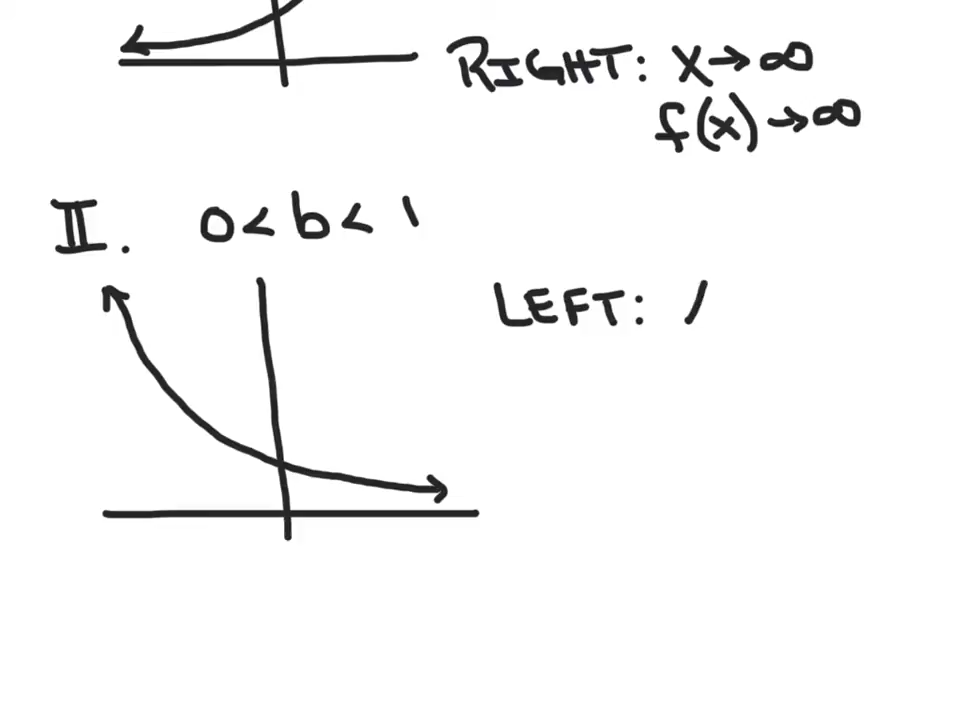 RIGHT: x→∞
f(x)→∞
II. 0<b<1
LEFT: /